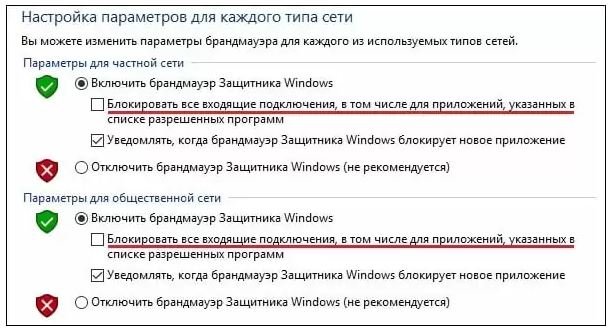 Настройка параметров для каждого типа сети
Вы можете изменить параметры брандмауэра для каждого из используемых типов сетей.
Параметры для частной сети
Включить брандмауэр Защитника Windows
Блокировать все входящие подключения, в том числе для приложений, указанных в
списке разрешенных программ
Уведомлять, когда брандмауэр Защитника Windows блокирует новое приложение
Отключить брандмауэр Защитника Windows (не рекомендуется)
Параметры для общественной сети
Включить брандмауэр Защитника Windows
Блокировать все входящие подключения, в том числе для приложений, указанных в
списке разрешенных программ
Уведомлять, когда брандмауэр Защитника Windows блокирует новое приложение
Отключить брандмауэр Защитника Windows (не рекомендуется)